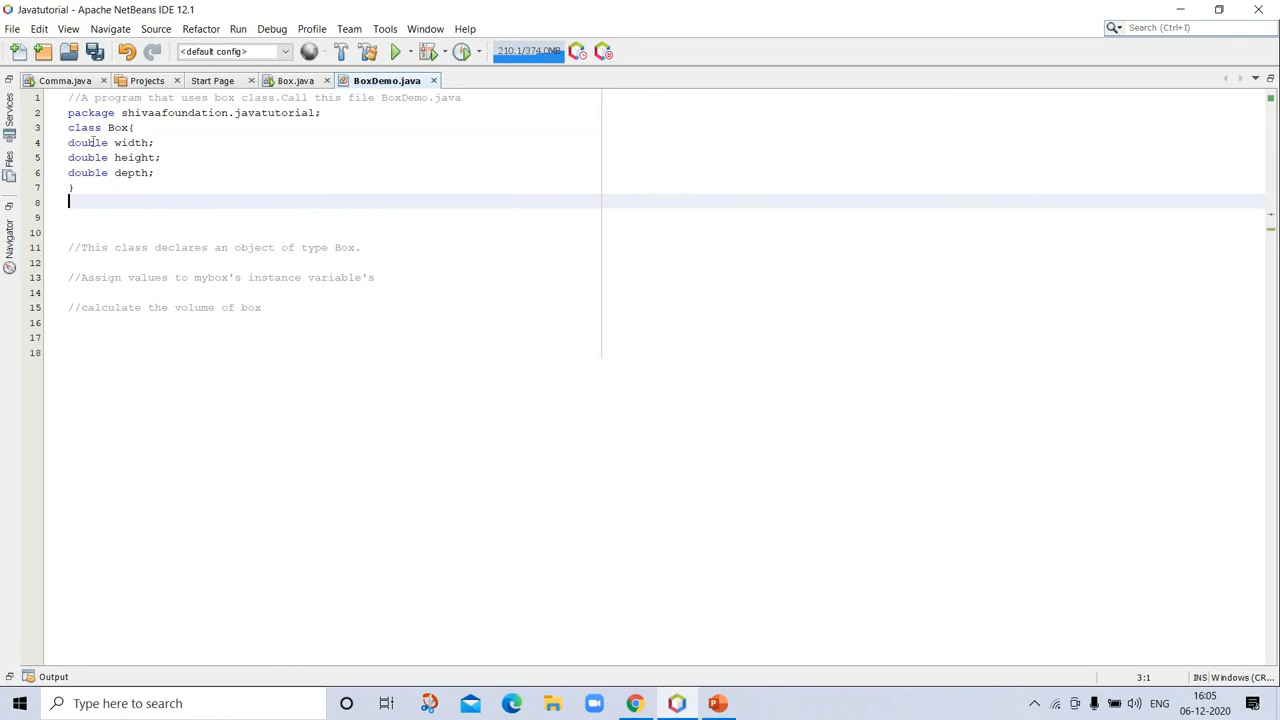 Javatutorial - Apache NetBeans IDE 12.1
File Edit View Navigate Source Refactor Run Debug Profile Team Tools Window Help
Search (Ctrl+I)
<default config>
210.1/374.0MB
Comma.java Projects Start Page Box.java BoxDemo.java
Services
Files
Navigator
1 //A program that uses box class.Call this file BoxDemo.java
2 package shivaafoundation.javatutorial;
3 class Box{
4 double width;
5 double height;
6 double depth;
7 }
8
9
10
11 //This class declares an object of type Box.
12
13 //Assign values to mybox's instance variable's
14
15 //calculate the volume of box
16
17
18
Output
3:1
INS
Windows (CR...
Type here to search
ENG
16:05
06-12-2020